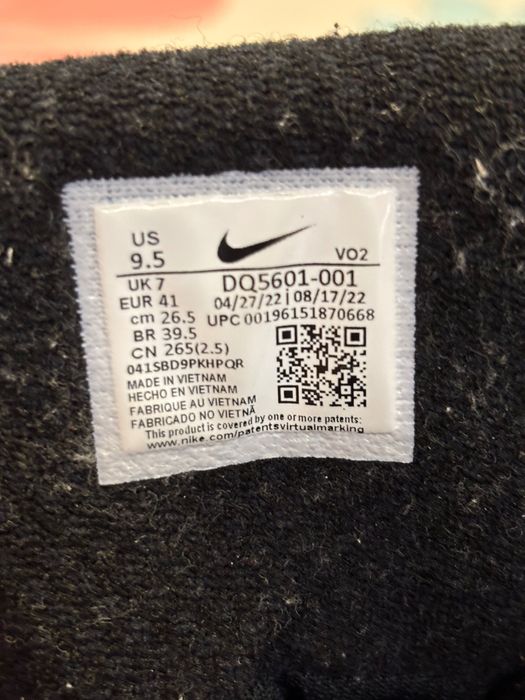 US
9.5
VO2
UK 7
DQ5601-001
EUR 41
04/27/22 | 08/17/22
cm 26.5
UPC 00196151870668
BR 39.5
CN 265(2.5)
041SBD9PKHPQR
MADE IN VIETNAM
HECHO EN VIETNAM
FABRIQUE AU VIETNAM
FABRICADO NO VIETNÃ
This product is covered by one or more patents:
www.nike.com/patentsvirtualmarking